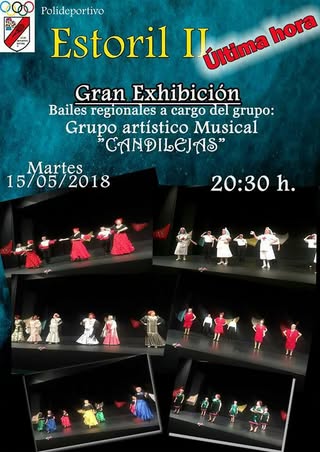 Polideportivo
Estoril II
Última hora
Gran Exhibición
Bailes regionales a cargo del grupo:
Grupo artístico Musical
"CANDILEJAS"
Martes
15/05/2018
20:30 h.